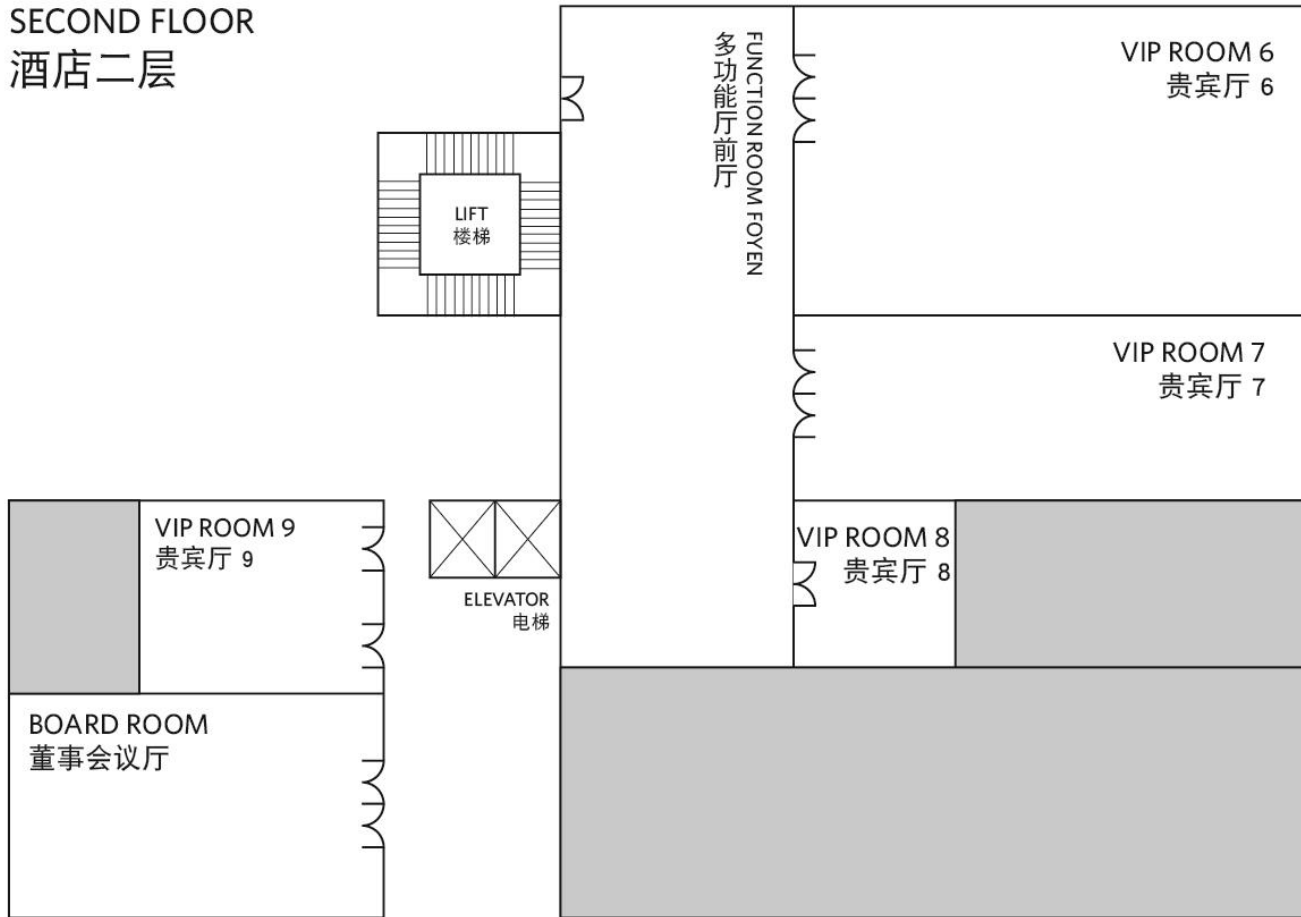 SECOND FLOOR
酒店二层
FUNCTION ROOM FOYEN
多功能厅前厅
VIP ROOM 6
贵宾厅 6
LIFT
楼梯
VIP ROOM 7
贵宾厅 7
VIP ROOM 9
贵宾厅 9
VIP ROOM 8
贵宾厅 8
ELEVATOR
电梯
BOARD ROOM
董事会议厅